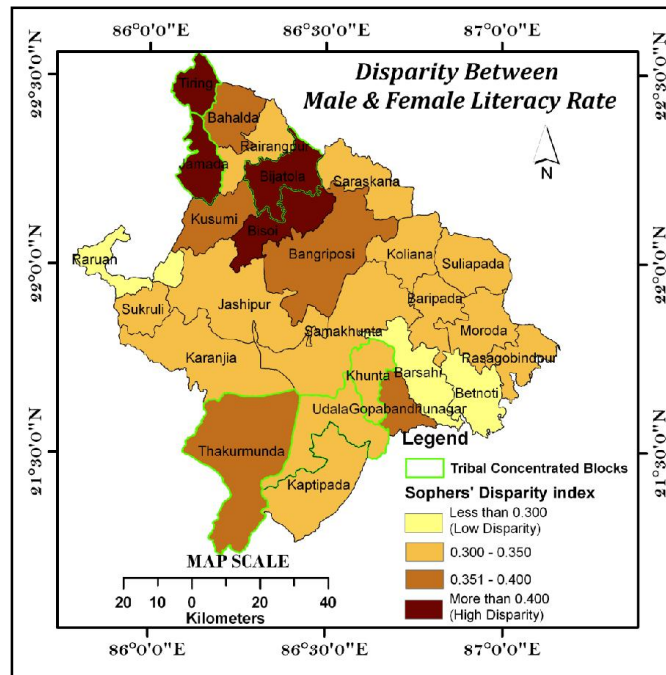 86°0'0"E
86°30'0"E
87°0'0"E
22°30'0"N
22°30'0"N
Disparity Between
Male & Female Literacy Rate
Tiring
Bahalda
Rairangpur
N
Jamada
Bijatola
Saraskana
Kusumi
Bisoi
Bangriposi
Koliana
Suliapada
Raruan
22°0'0"N
22°0'0"N
Sukruli
Jashipur
Baripada
Moroda
Samakhunta
Rasagobindpur
Karanjia
Khunta
Barsahi
Betnoti
Udala
Gopabandhunagar
Thakurmunda
21°30'0"N
21°30'0"N
Kaptipada
Legend
Tribal Concentrated Blocks
Sophers' Disparity index
Less than 0.300
(Low Disparity)
0.300 - 0.350
0.351 - 0.400
More than 0.400
(High Disparity)
MAP SCALE
20 10 0 20 40
Kilometers
86°0'0"E
86°30'0"E
87°0'0"E